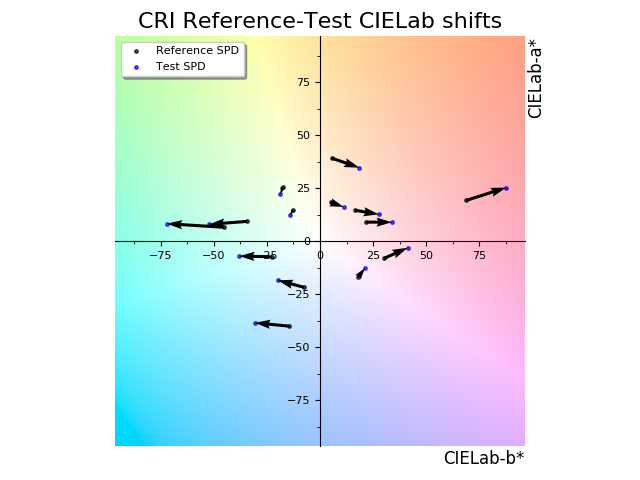 CRI Reference-Test CIELab shifts
Reference SPD
Test SPD
CIELab-a*
75
50
25
0
−75 −50 −25 0 25 50 75
−25
−50
−75
CIELab-b*